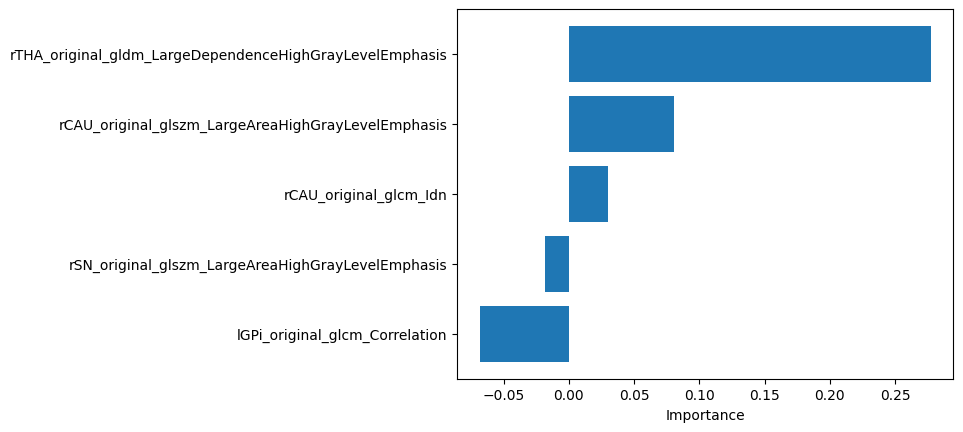 rTHA_original_gldm_LargeDependenceHighGrayLevelEmphasis
rCAU_original_glszm_LargeAreaHighGrayLevelEmphasis
rCAU_original_glcm_Idn
rSN_original_glszm_LargeAreaHighGrayLevelEmphasis
lGPi_original_glcm_Correlation
−0.05 0.00 0.05 0.10 0.15 0.20 0.25
Importance